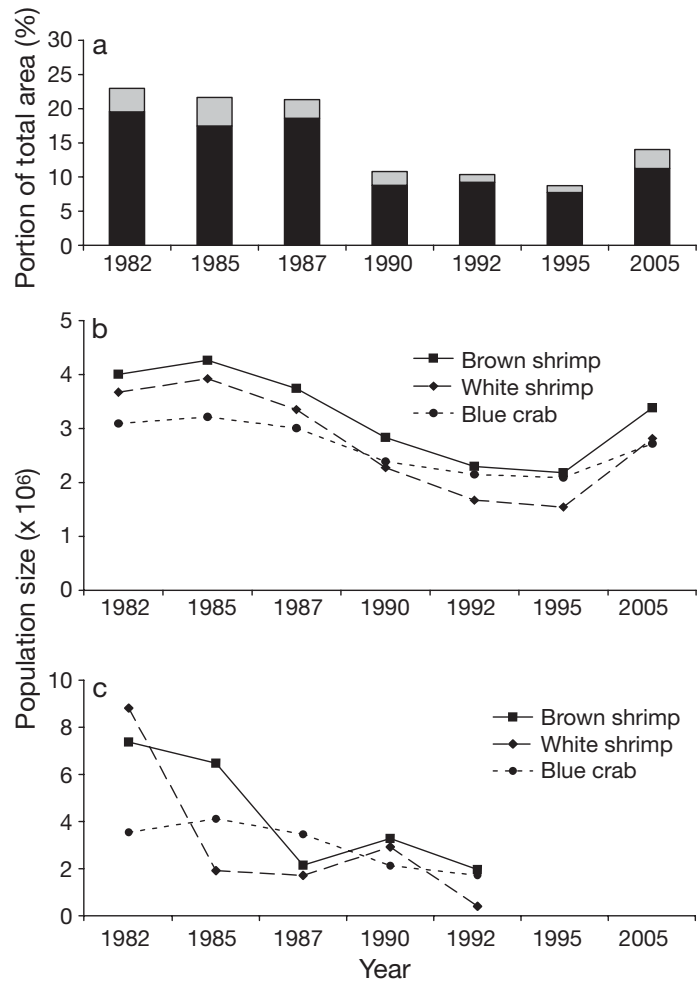 Portion of total area (%)
a
30
25
20
15
10
5
0
1982 1985 1987 1990 1992 1995 2005
Population size (x 10⁶)
b
5
4
3
2
1
0
Brown shrimp
White shrimp
Blue crab
1982 1985 1987 1990 1992 1995 2005
c
10
8
6
4
2
0
Brown shrimp
White shrimp
Blue crab
1982 1985 1987 1990 1992 1995 2005
Year